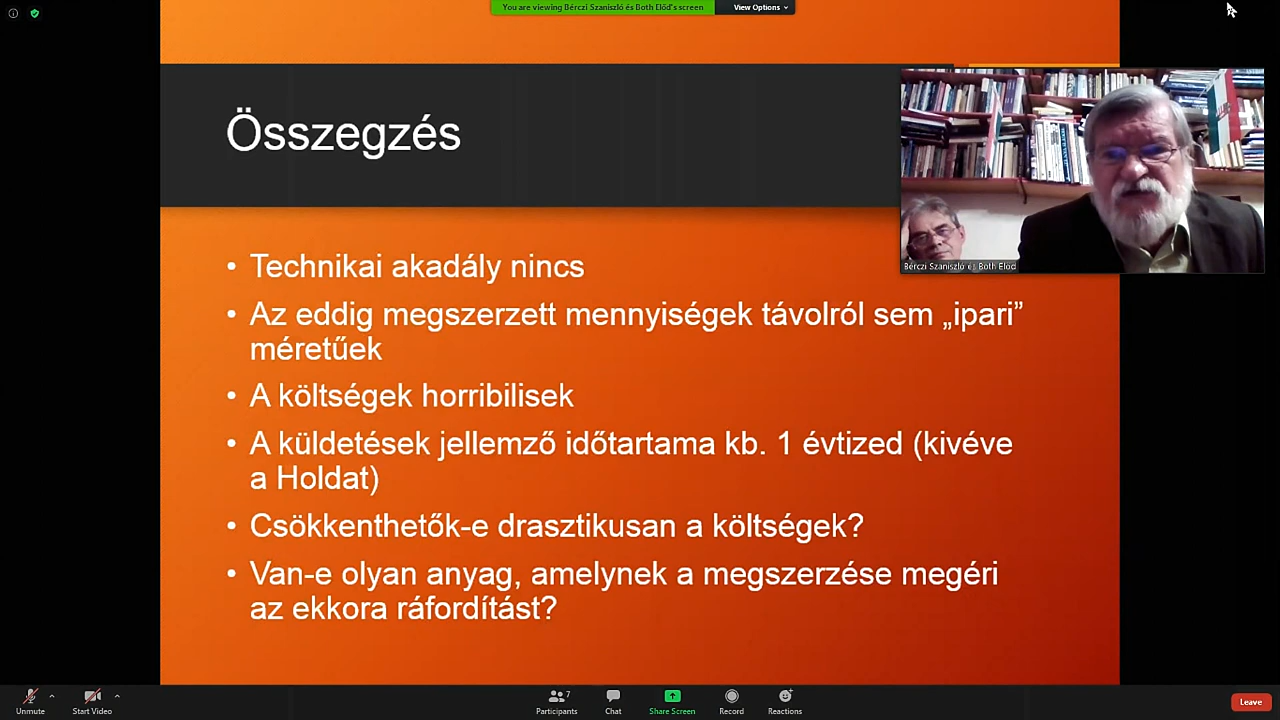 You are viewing Bérczi Szaniszló és Both Előd's screen
View Options
Összegzés
Bérczi Szaniszló és Both Előd
• Technikai akadály nincs
• Az eddig megszerzett mennyiségek távolról sem „ipari”
méretűek
• A költségek horribilisek
• A küldetések jellemző időtartama kb. 1 évtized (kivéve
a Holdat)
• Csökkenthetők-e drasztikusan a költségek?
• Van-e olyan anyag, amelynek a megszerzése megéri
az ekkora ráfordítást?
Unmute
Start Video
7
Participants
Chat
Share Screen
Record
Reactions
Leave